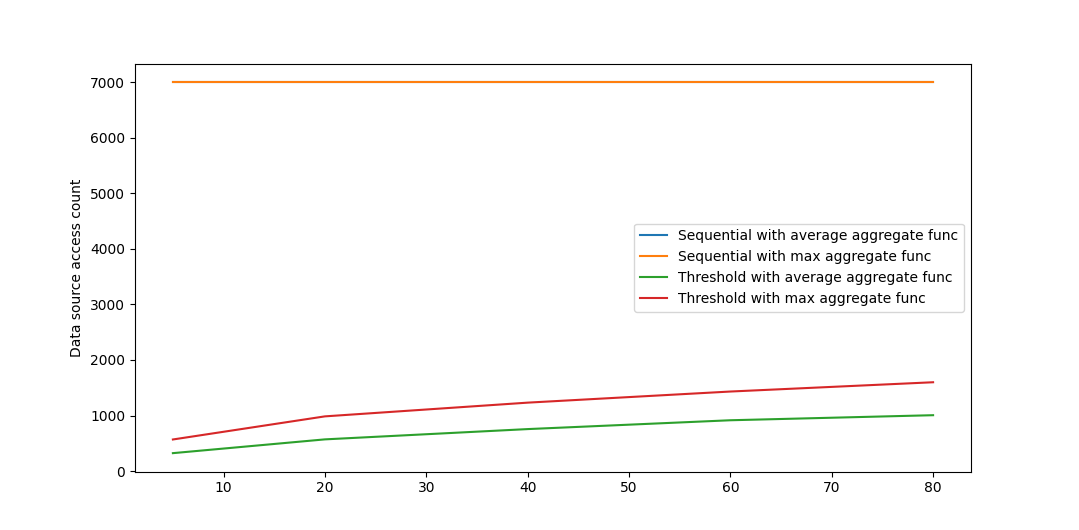 7000
6000
5000
4000
3000
2000
1000
0
Data source access count
Sequential with average aggregate func
Sequential with max aggregate func
Threshold with average aggregate func
Threshold with max aggregate func
10 20 30 40 50 60 70 80